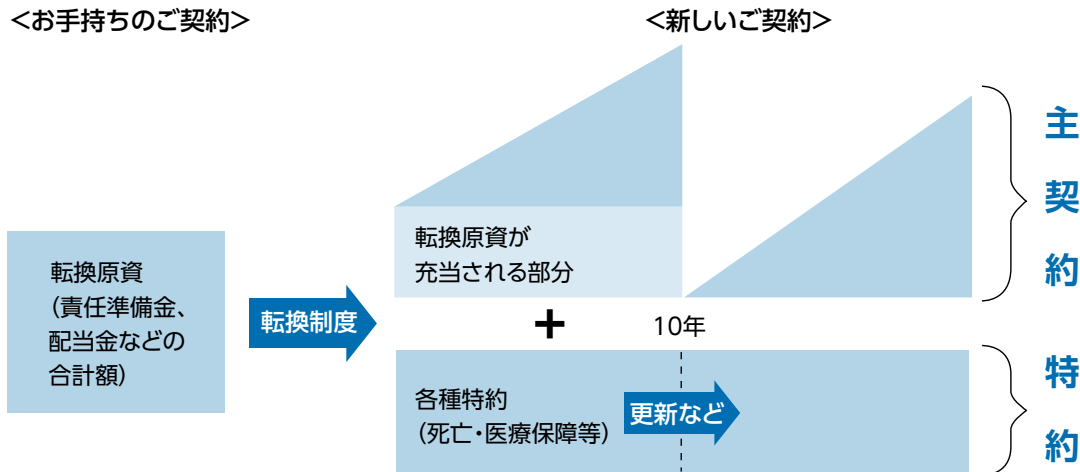 <お手持ちのご契約>
<新しいご契約>
転換原資
（責任準備金、
配当金などの
合計額）
転換制度
転換原資が
充当される部分
＋
10年
各種特約
（死亡・医療保障等）
更新など
主
契
約
特
約